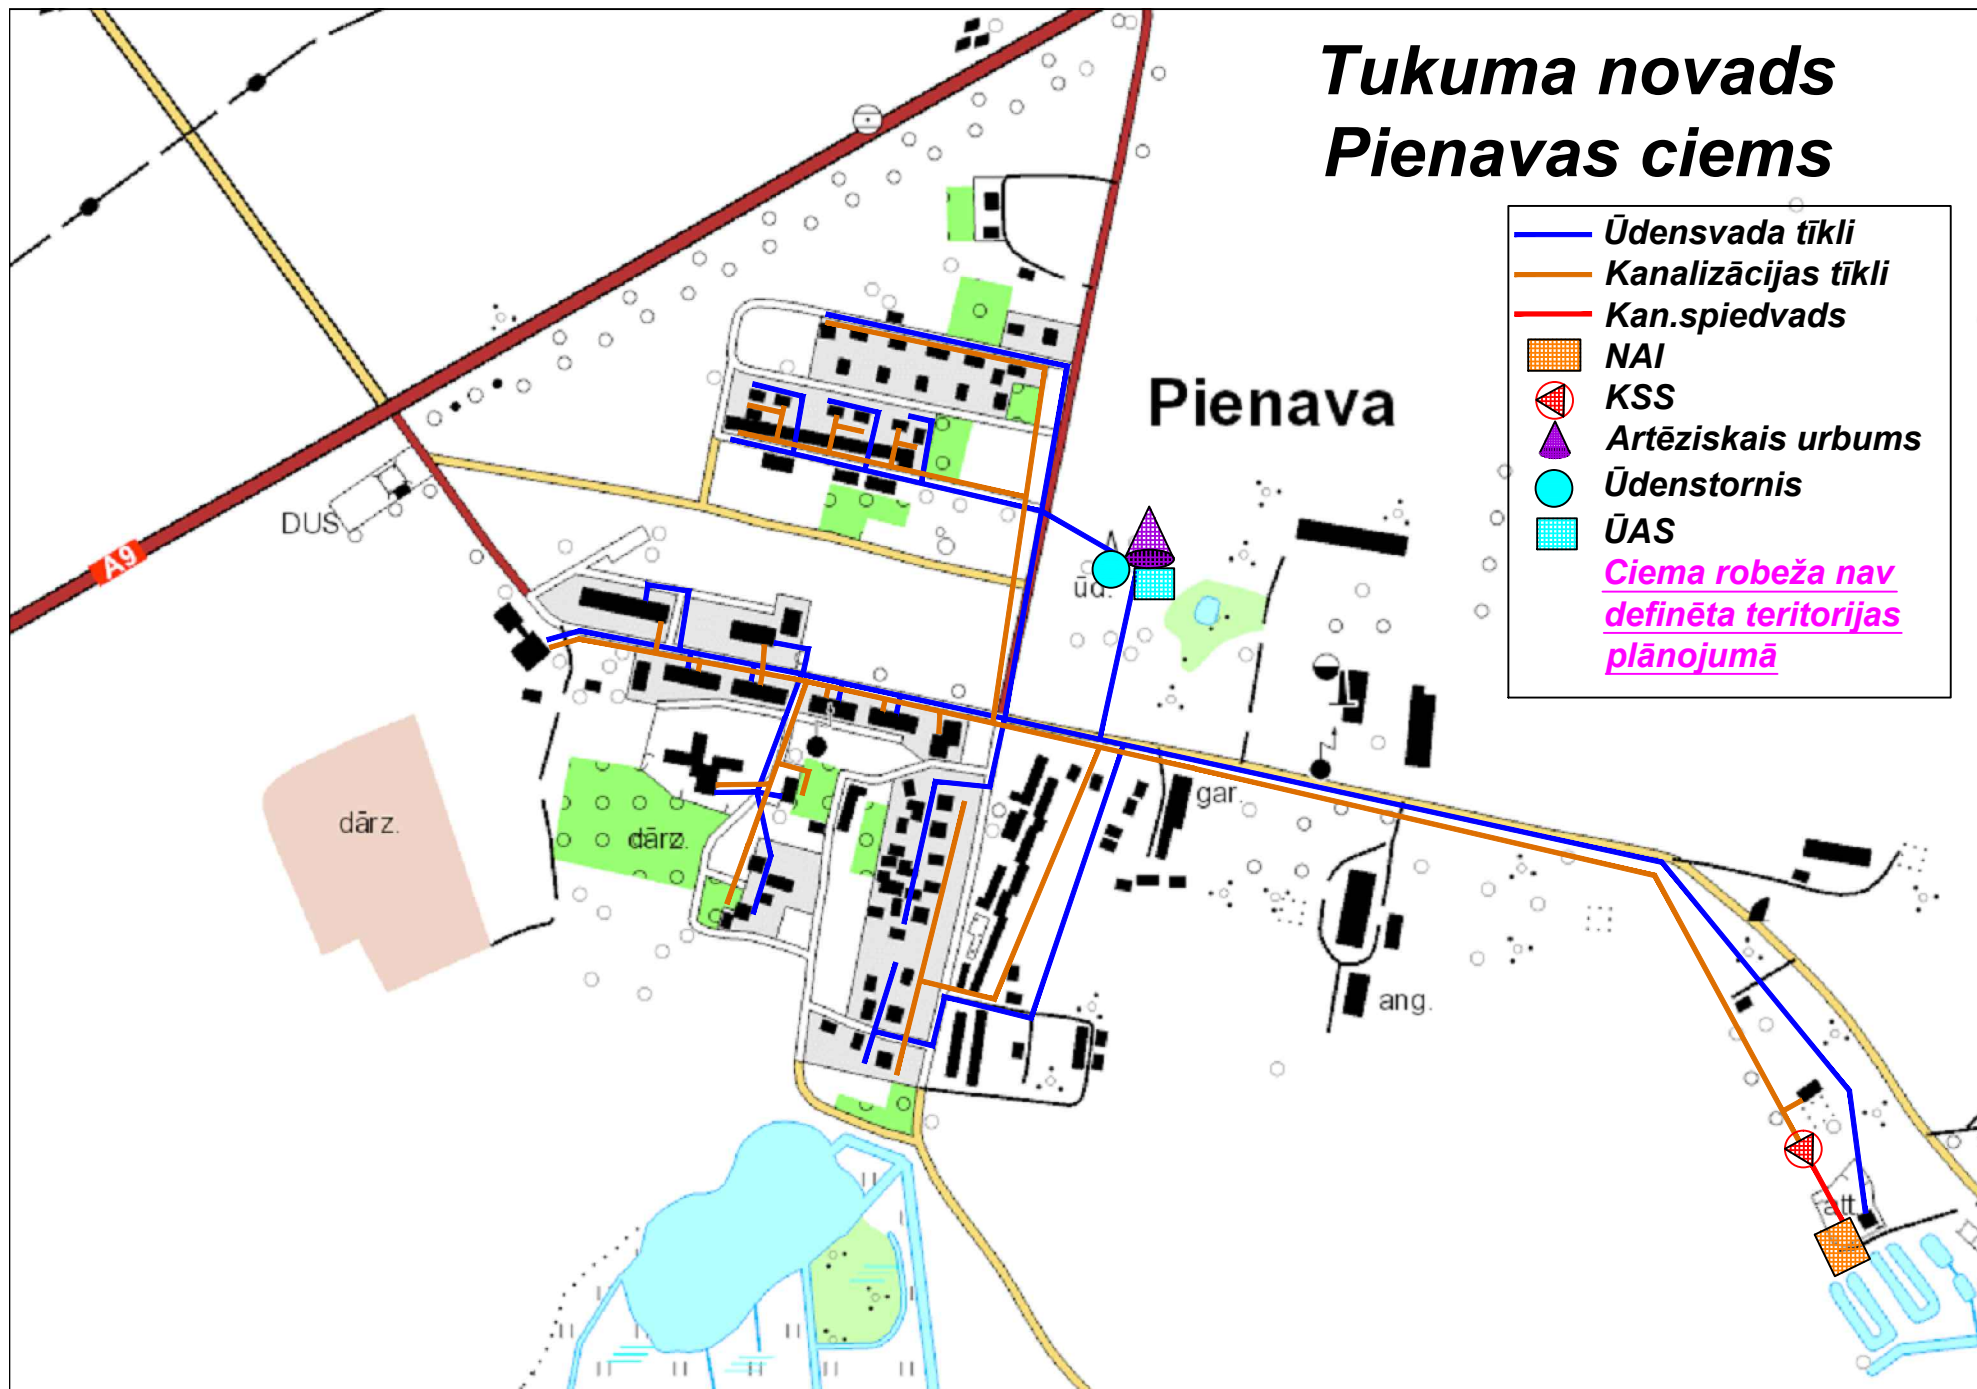 Tukuma novads
Pienavas ciems
Ūdensvada tīkli
Kanalizācijas tīkli
Kan.spiedvads
NAI
KSS
Artēziskais urbums
Ūdenstornis
ŪAS
Ciema robeža nav
definēta teritorijas
plānojumā
Pienava
DUS
A9
ūd.
gar.
dārz.
dārz.
ang.
att.